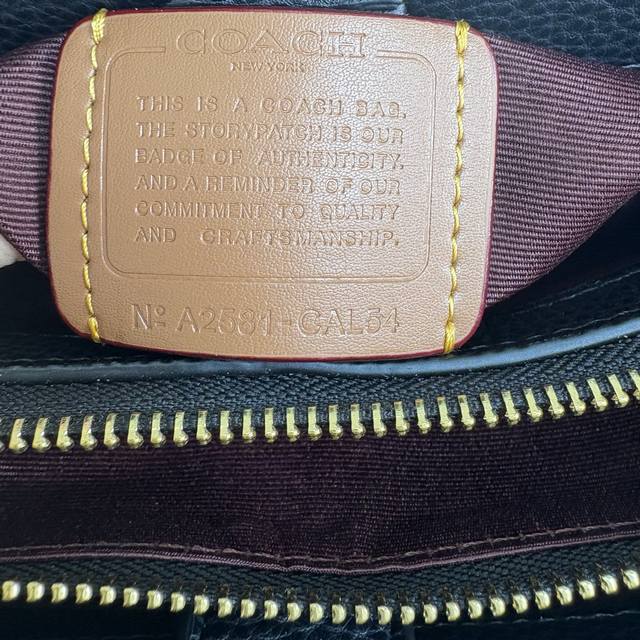 COACH
NEW YORK
THIS IS A COACH BAG.
THE STORYPATCH IS OUR
BADGE OF AUTHENTICITY,
AND A REMINDER OF OUR
COMMITMENT TO QUALITY
AND CRAFTSMANSHIP.
Nº A2581-CAL54